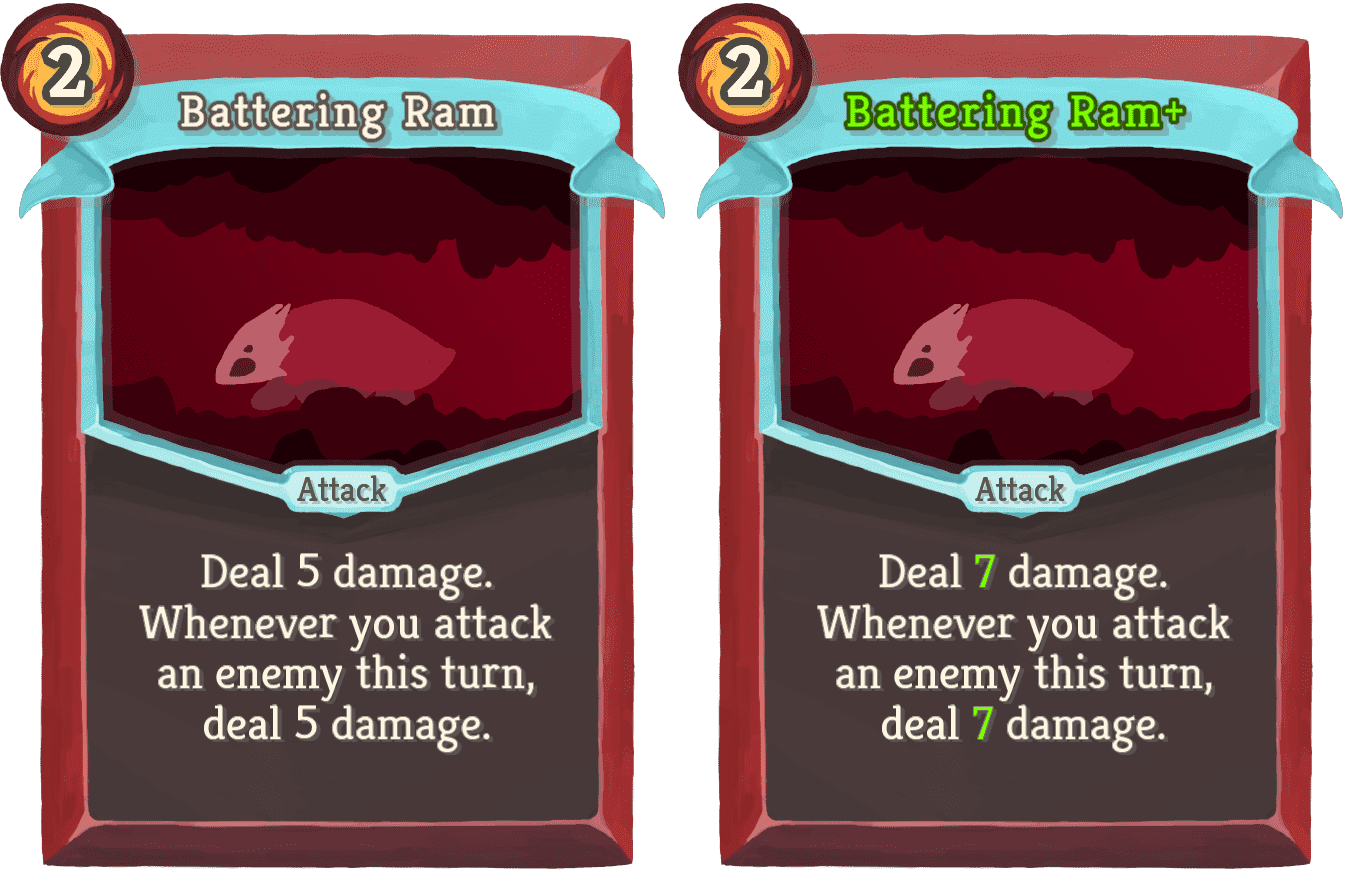 2
Battering Ram
Attack
Deal 5 damage.
Whenever you attack
an enemy this turn,
deal 5 damage.
2
Battering Ram+
Attack
Deal 7 damage.
Whenever you attack
an enemy this turn,
deal 7 damage.